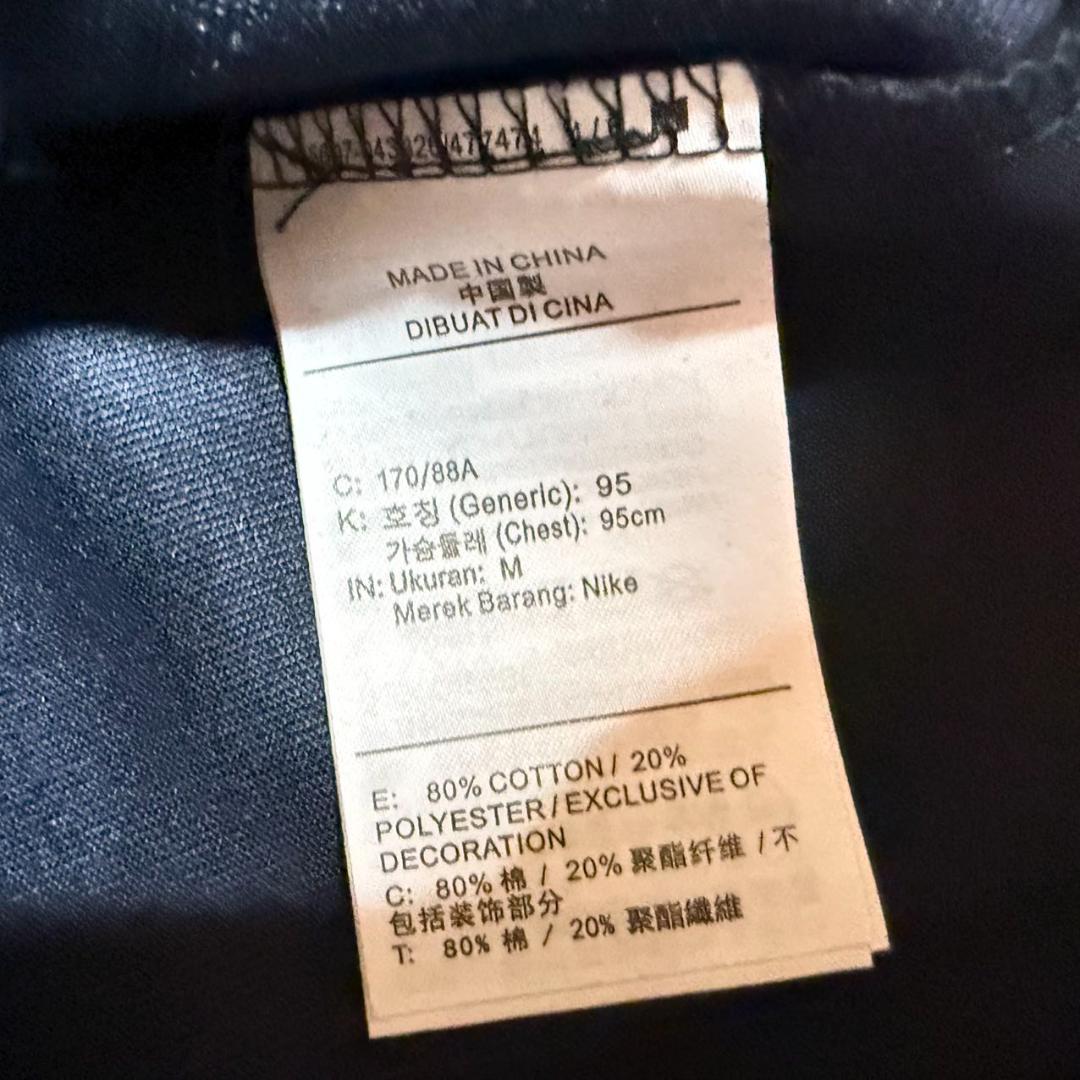 MADE IN CHINA
中国製
DIBUAT DI CINA
C: 170/88A
K: 호칭 (Generic): 95
가슴둘레 (Chest): 95cm
IN: Ukuran: M
Merek Barang: Nike
E: 80% COTTON / 20%
POLYESTER / EXCLUSIVE OF
DECORATION
C: 80% 棉 / 20% 聚酯纤维 / 不
包括装饰部分
T: 80% 棉 / 20% 聚酯纖維